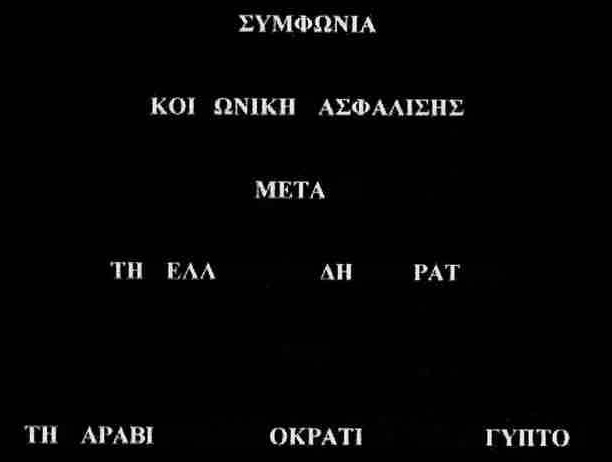 ΣΥΜΦΩΝΙΑ
ΚΟΙ ΩΝΙΚΗ ΑΣΦΑΛΙΣΗΣ
ΜΕΤΑ
ΤΗ ΕΛΛ ΔΗ ΡΑΤ
ΤΗ ΑΡΑΒΙ ΟΚΡΑΤΙ ΓΥΠΤΟ